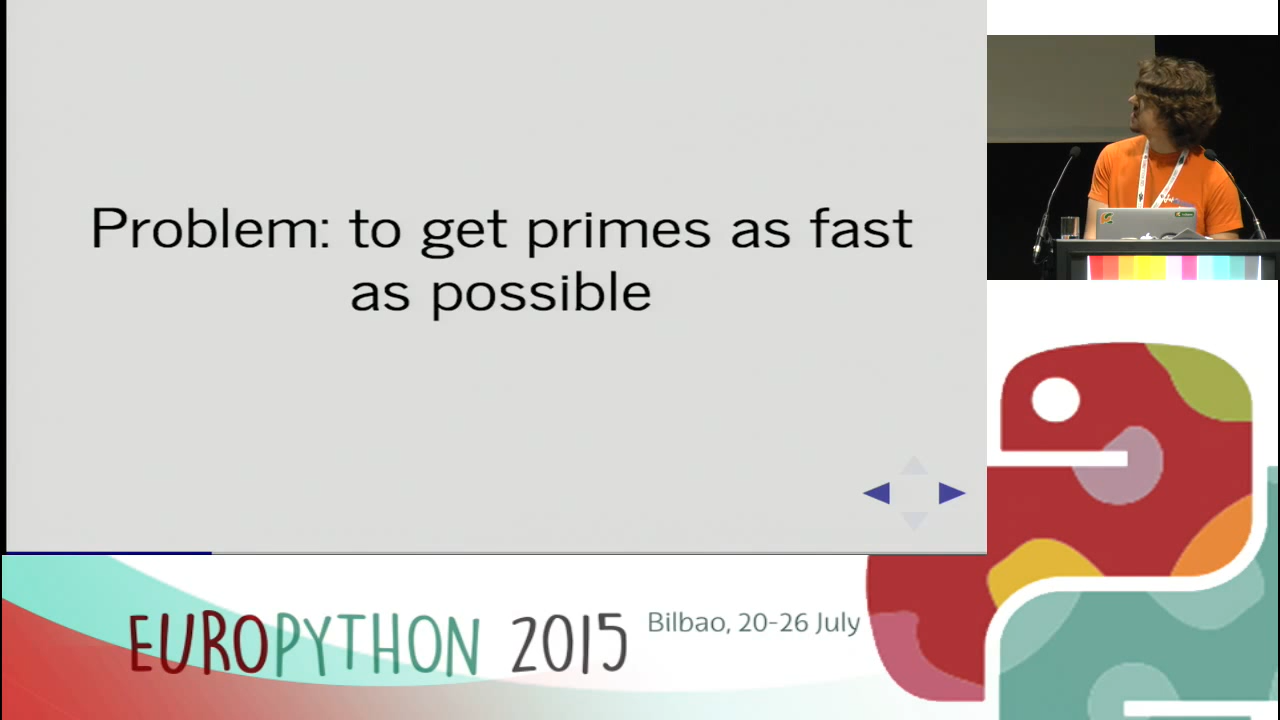 Problem: to get primes as fast
as possible
EUROPYTHON 2015
Bilbao, 20-26 July